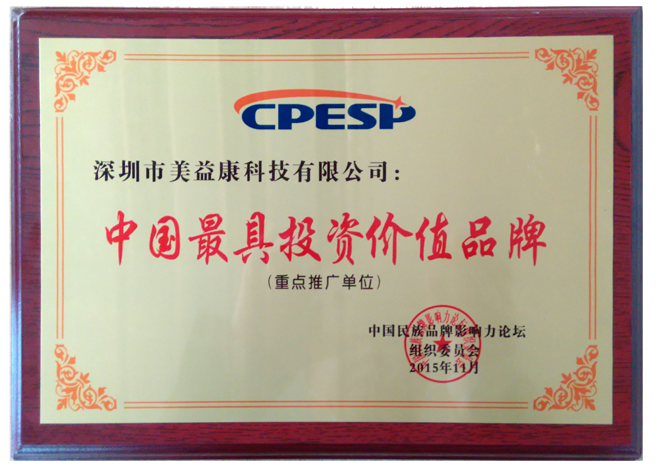 CPESP
深圳市美益康科技有限公司：
中国最具投资价值品牌
（重点推广单位）
中国民族品牌影响力论坛
组织委员会
2015年11月